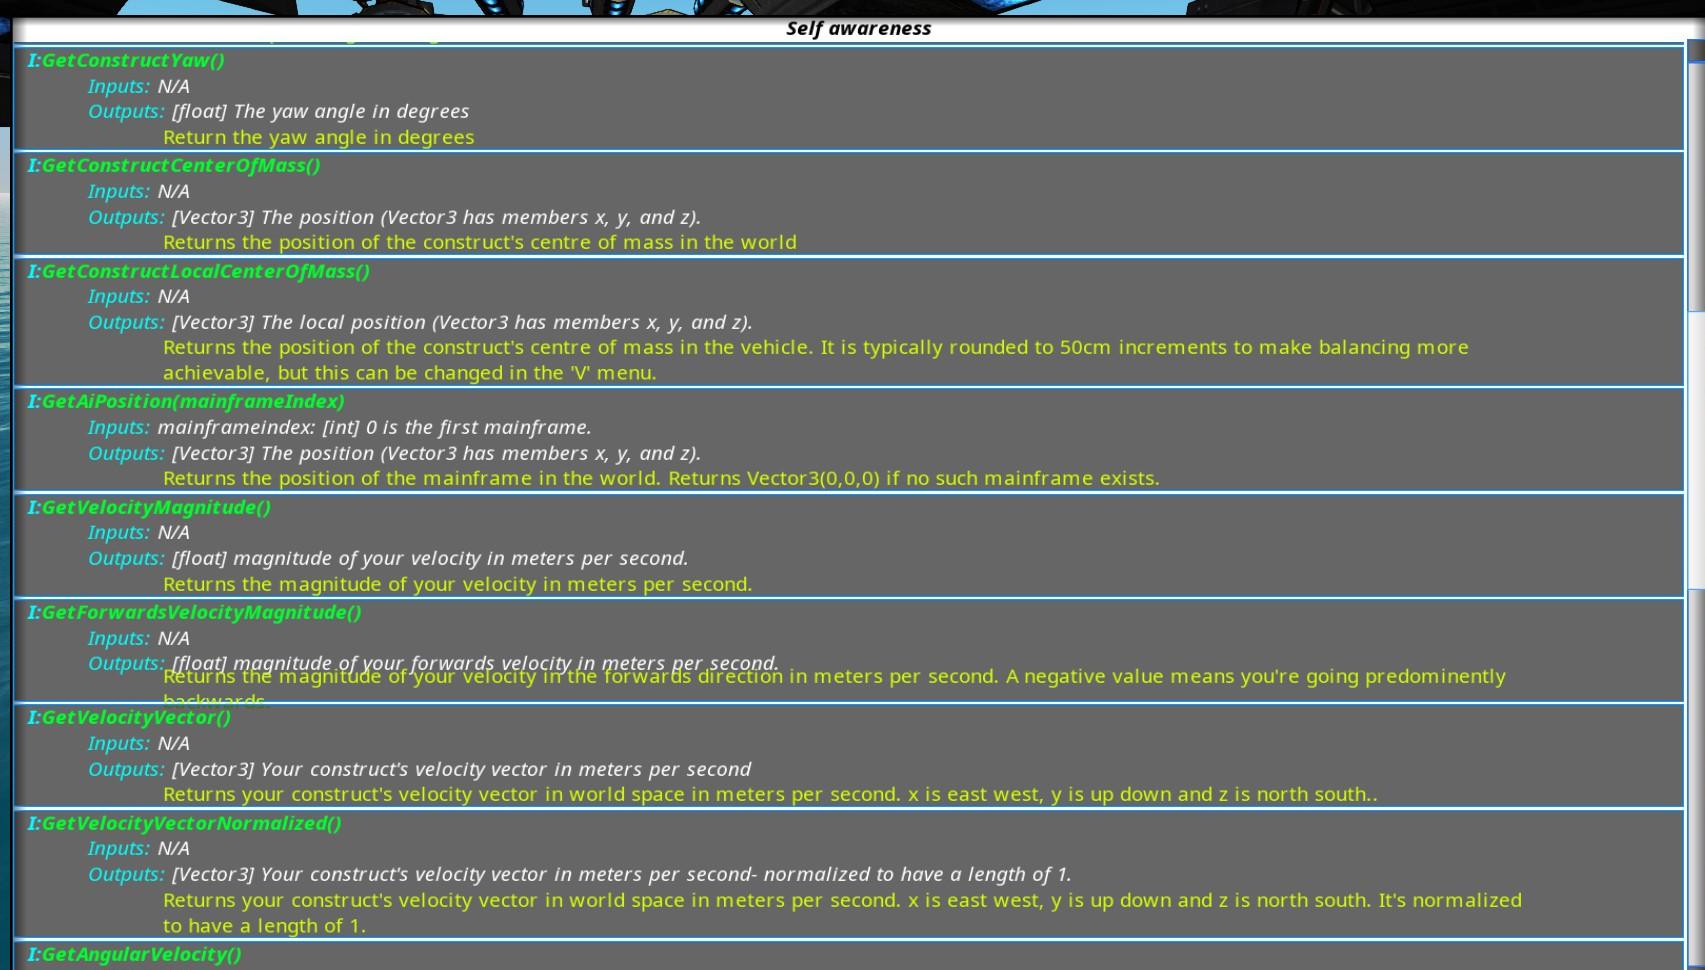 Self awareness
I:GetConstructYaw()
Inputs: N/A
Outputs: [float] The yaw angle in degrees
Return the yaw angle in degrees
I:GetConstructCenterOfMass()
Inputs: N/A
Outputs: [Vector3] The position (Vector3 has members x, y, and z).
Returns the position of the construct's centre of mass in the world
I:GetConstructLocalCenterOfMass()
Inputs: N/A
Outputs: [Vector3] The local position (Vector3 has members x, y, and z).
Returns the position of the construct's centre of mass in the vehicle. It is typically rounded to 50cm increments to make balancing more
achievable, but this can be changed in the 'V' menu.
I:GetAiPosition(mainframeIndex)
Inputs: mainframeindex: [int] 0 is the first mainframe.
Outputs: [Vector3] The position (Vector3 has members x, y, and z).
Returns the position of the mainframe in the world. Returns Vector3(0,0,0) if no such mainframe exists.
I:GetVelocityMagnitude()
Inputs: N/A
Outputs: [float] magnitude of your velocity in meters per second.
Returns the magnitude of your velocity in meters per second.
I:GetForwardsVelocityMagnitude()
Inputs: N/A
Outputs: [float] magnitude of your forwards velocity in meters per second.
Returns the magnitude of your velocity in the forwards direction in meters per second. A negative value means you're going predominently
backwards.
I:GetVelocityVector()
Inputs: N/A
Outputs: [Vector3] Your construct's velocity vector in meters per second
Returns your construct's velocity vector in world space in meters per second. x is east west, y is up down and z is north south..
I:GetVelocityVectorNormalized()
Inputs: N/A
Outputs: [Vector3] Your construct's velocity vector in meters per second- normalized to have a length of 1.
Returns your construct's velocity vector in world space in meters per second. x is east west, y is up down and z is north south. It's normalized
to have a length of 1.
I:GetAngularVelocity()